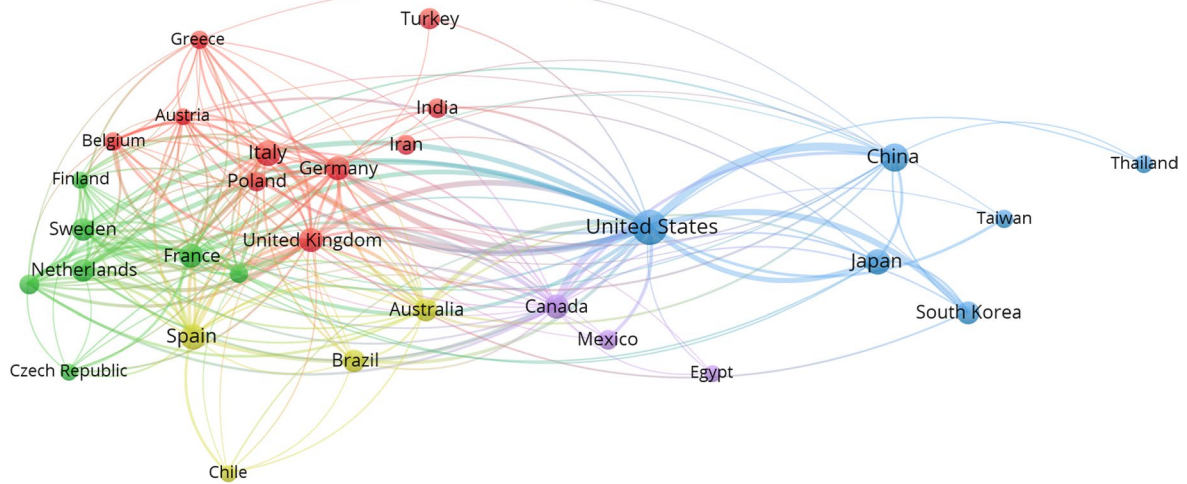 Turkey
Greece
India
Austria
Belgium
Iran
Italy
China
Thailand
Germany
Finland
Poland
Taiwan
Sweden
United States
United Kingdom
France
Japan
Netherlands
Canada
Australia
South Korea
Spain
Mexico
Brazil
Czech Republic
Egypt
Chile